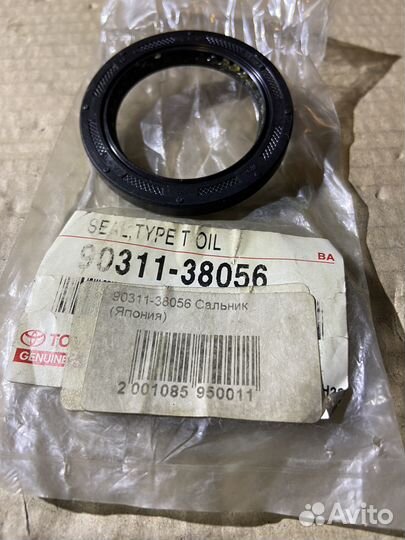 SEAL,TYPE T OIL
BA
90311-38056
TO
GENUINE
90311-38056 Сальник
(Япония)
2 001085 950011
Avito